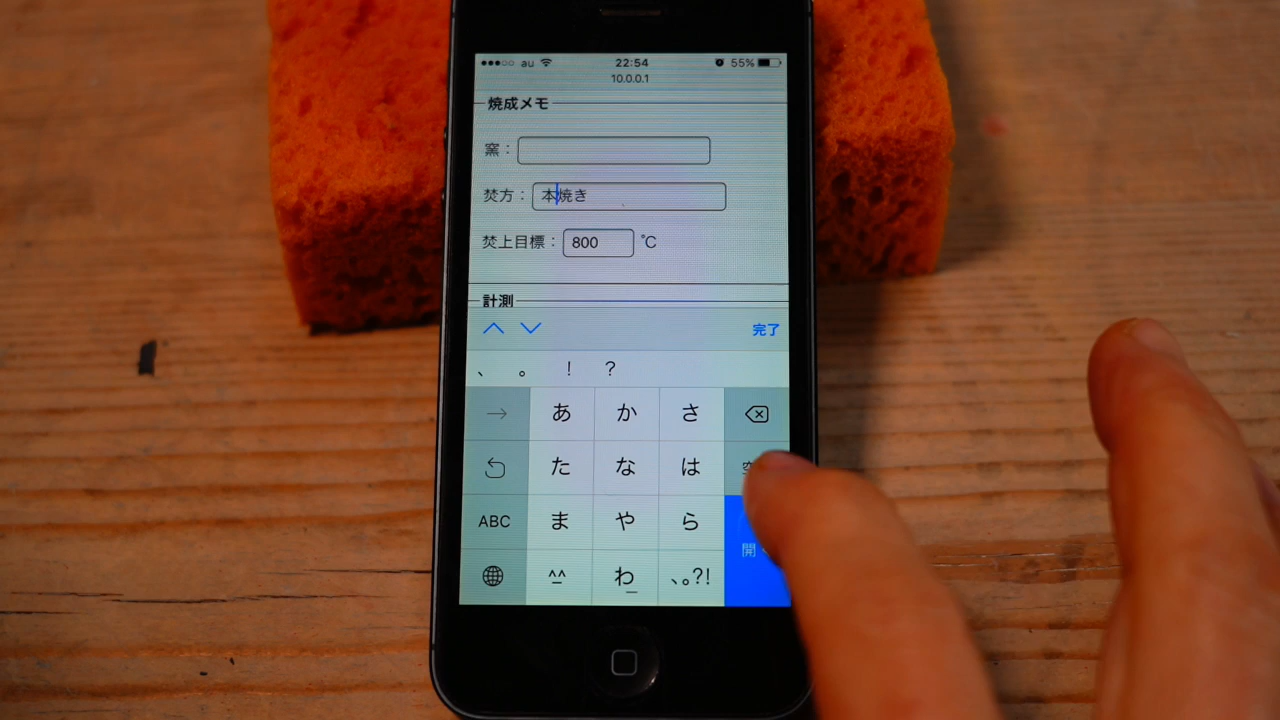 au 22:54 55%
10.0.0.1
焼成メモ
窯：
焚方：本焼き
焚上目標：800 ℃
計測
完了
、 。 ！ ？
→ あ か さ
た な は 空
ABC ま や ら
^^ わ 、。?!
開